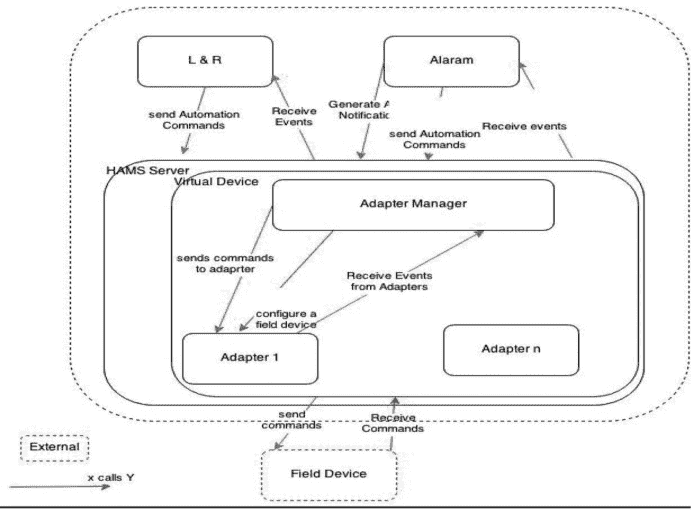 L & R
Alaram
send Automation
Commands
Receive
Events
Generate A
Notificatic
send Automation
Commands
Receive events
HAMS Server
Virtual Device
Adapter Manager
sends commands
to adaprter
Receive Events
from Adapters
configure a
field device
Adapter 1
Adapter n
send
commands
Receive
Commands
External
Field Device
x calls Y